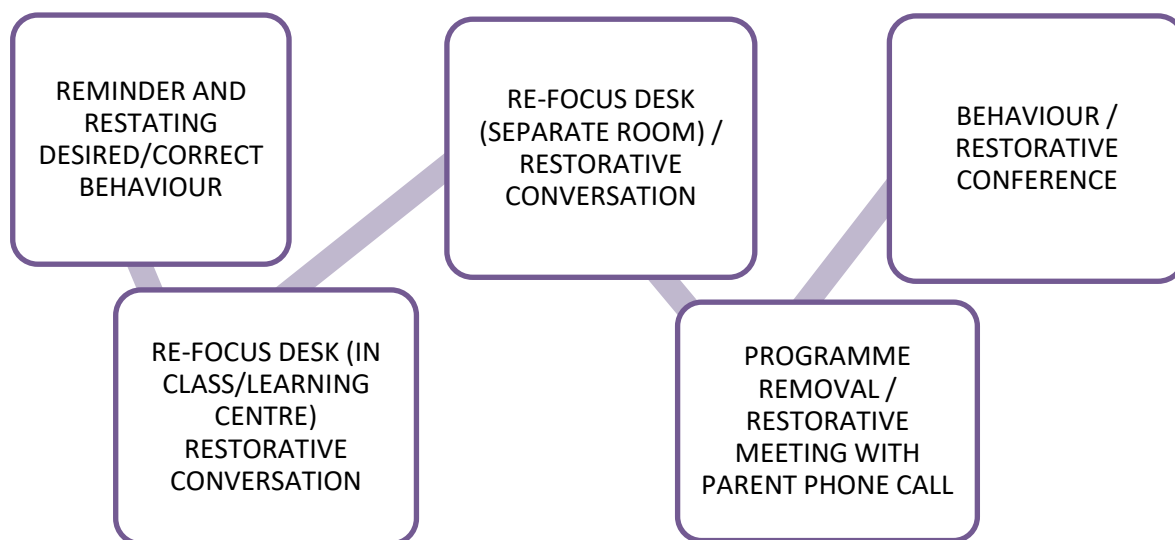 REMINDER AND
RESTATING
DESIRED/CORRECT
BEHAVIOUR
RE-FOCUS DESK (IN
CLASS/LEARNING
CENTRE)
RESTORATIVE
CONVERSATION
RE-FOCUS DESK
(SEPARATE ROOM) /
RESTORATIVE
CONVERSATION
PROGRAMME
REMOVAL /
RESTORATIVE
MEETING WITH
PARENT PHONE CALL
BEHAVIOUR /
RESTORATIVE
CONFERENCE